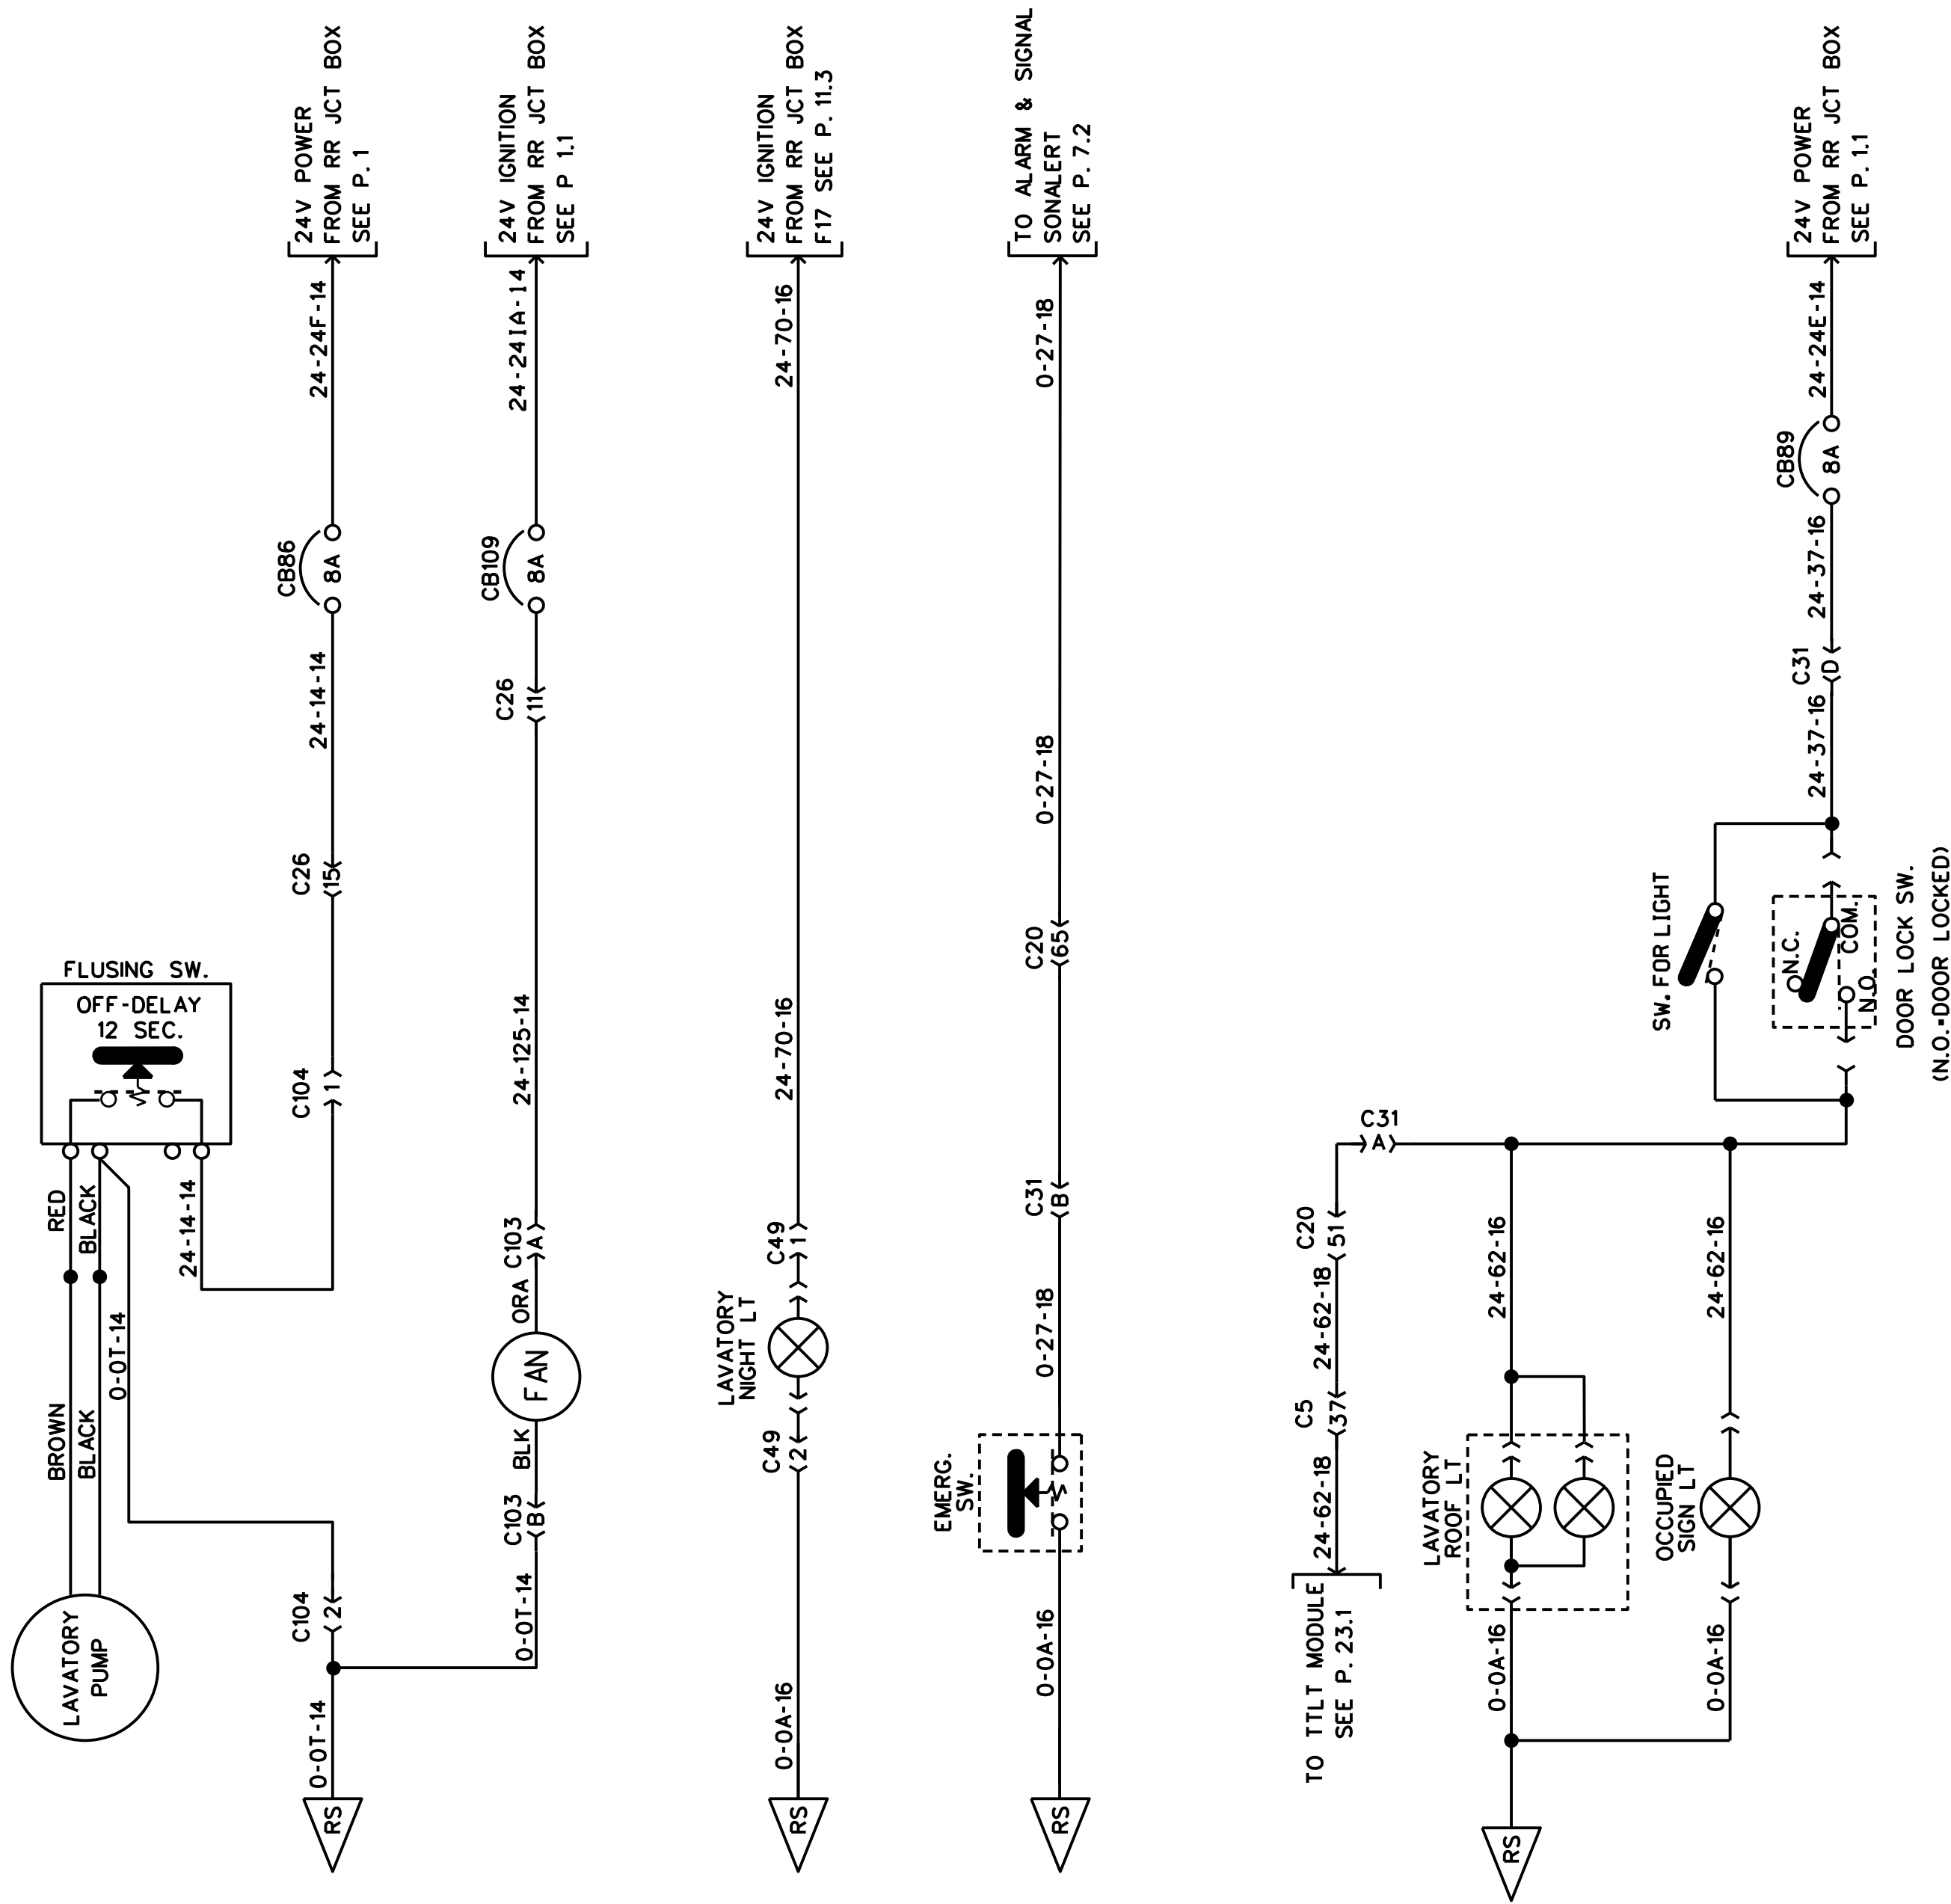 24V POWER
FROM RR JCT BOX
SEE P. 1
24-24F-14
CB86
8A
24-14-14
C26
15
C104
1
FLUSING SW.
OFF-DELAY
12 SEC.
RED
BLACK
24-14-14
0-0T-14
BROWN
BLACK
LAVATORY
PUMP
C104
2
0-0T-14
RS
24V IGNITION
FROM RR JCT BOX
SEE P 1.1
24-24IA-14
CB109
8A
C26
11
24-125-14
C103
A
ORA
FAN
BLK
C103
B
0-0T-14
24V IGNITION
FROM RR JCT BOX
F17 SEE P. 11.3
24-70-16
24-70-16
C49
1
LAVATORY
NIGHT LT
C49
2
0-0A-16
RS
TO ALARM & SIGNAL
SONALERT
SEE P. 7.2
0-27-18
0-27-18
C20
65
C31
B
0-27-18
EMERG.
SW.
0-0A-16
RS
24V POWER
FROM RR JCT BOX
SEE P. 1.1
24-24E-14
CB89
8A
24-37-16
C31
D
24-37-16
SW. FOR LIGHT
N.C.
COM.
N.O.
DOOR LOCK SW.
(N.O.=DOOR LOCKED)
C31
A
C20
51
24-62-18
C5
37
24-62-18
TO TTLT MODULE
SEE P. 23.1
24-62-16
LAVATORY
ROOF LT
0-0A-16
24-62-16
OCCUPIED
SIGN LT
0-0A-16
RS